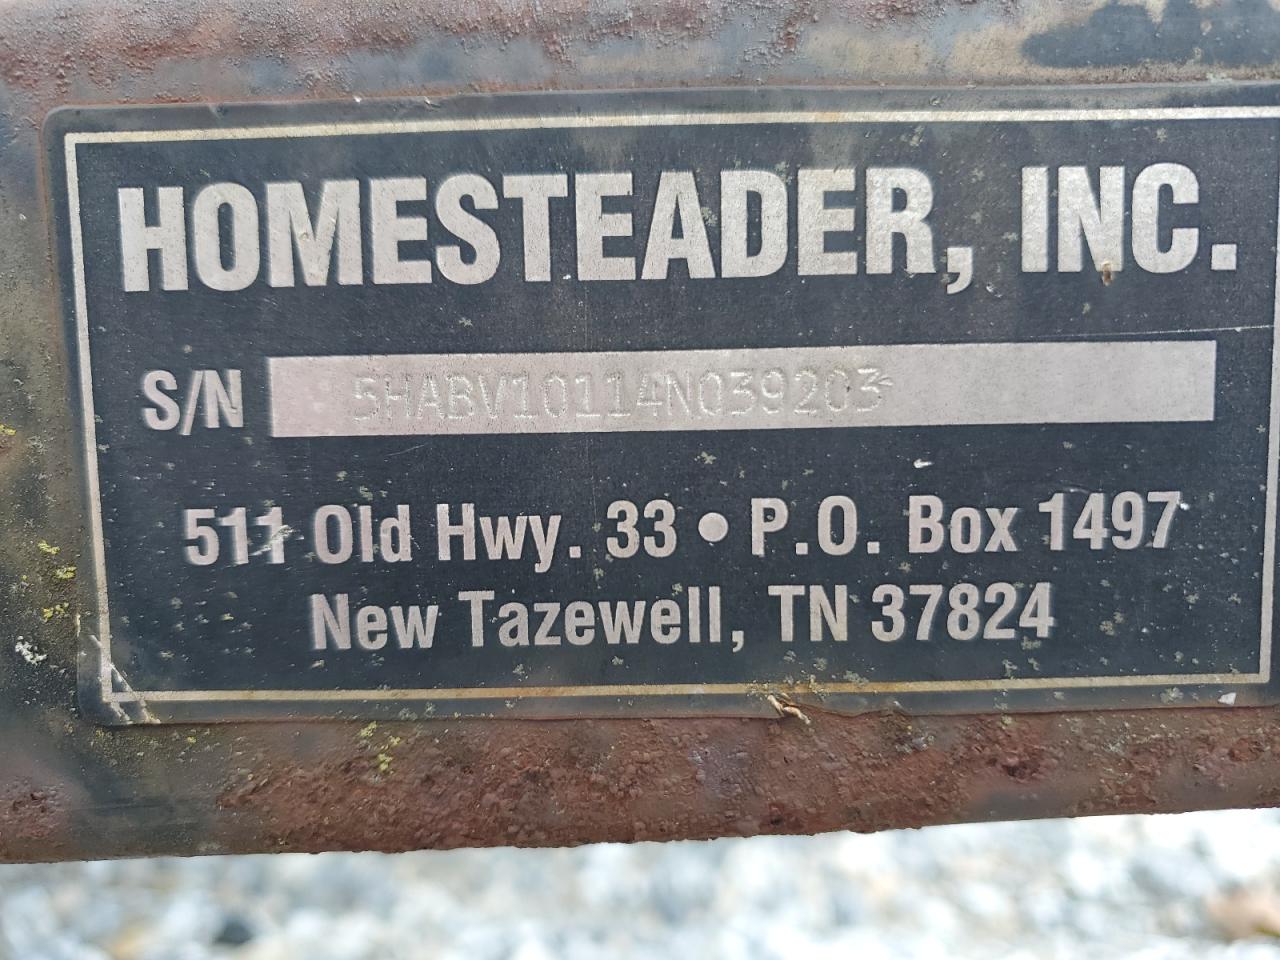 HOMESTEADER, INC.
S/N 5HABV10114N039203
511 Old Hwy. 33 • P.O. Box 1497
New Tazewell, TN 37824